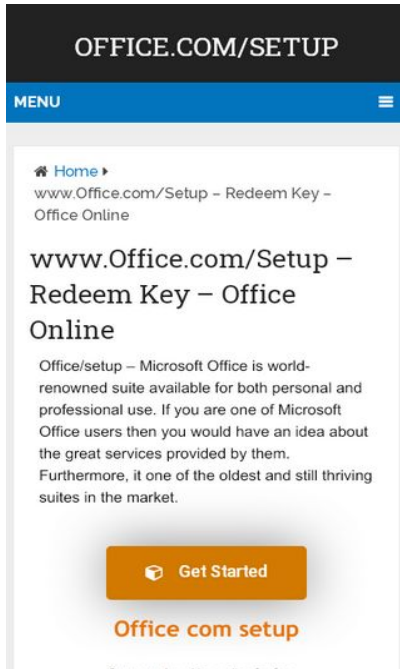 OFFICE.COM/SETUP
MENU
Home
www.Office.com/Setup – Redeem Key –
Office Online
www.Office.com/Setup –
Redeem Key – Office
Online
Office/setup – Microsoft Office is world-
renowned suite available for both personal and
professional use. If you are one of Microsoft
Office users then you would have an idea about
the great services provided by them.
Furthermore, it one of the oldest and still thriving
suites in the market.
Get Started
Office com setup